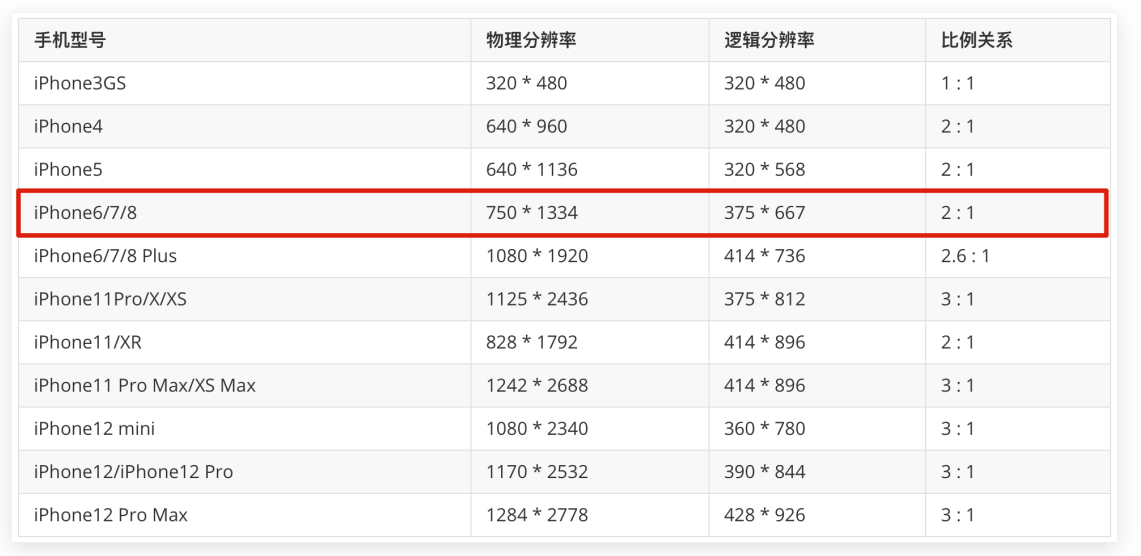 手机型号 物理分辨率 逻辑分辨率 比例关系
iPhone3GS 320 * 480 320 * 480 1 : 1
iPhone4 640 * 960 320 * 480 2 : 1
iPhone5 640 * 1136 320 * 568 2 : 1
iPhone6/7/8 750 * 1334 375 * 667 2 : 1
iPhone6/7/8 Plus 1080 * 1920 414 * 736 2.6 : 1
iPhone11Pro/X/XS 1125 * 2436 375 * 812 3 : 1
iPhone11/XR 828 * 1792 414 * 896 2 : 1
iPhone11 Pro Max/XS Max 1242 * 2688 414 * 896 3 : 1
iPhone12 mini 1080 * 2340 360 * 780 3 : 1
iPhone12/iPhone12 Pro 1170 * 2532 390 * 844 3 : 1
iPhone12 Pro Max 1284 * 2778 428 * 926 3 : 1